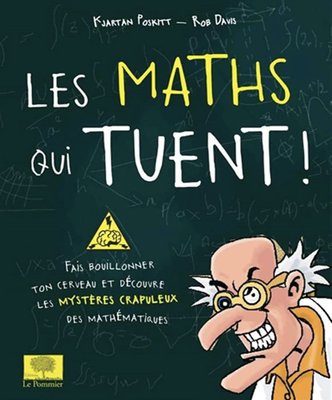 Kjartan Poskitt — Rob Davis
LES MATHS
QUI TUENT !
Fais bouillonner
ton cerveau et découvre
les mystères crapuleux
des mathématiques
Le Pommier